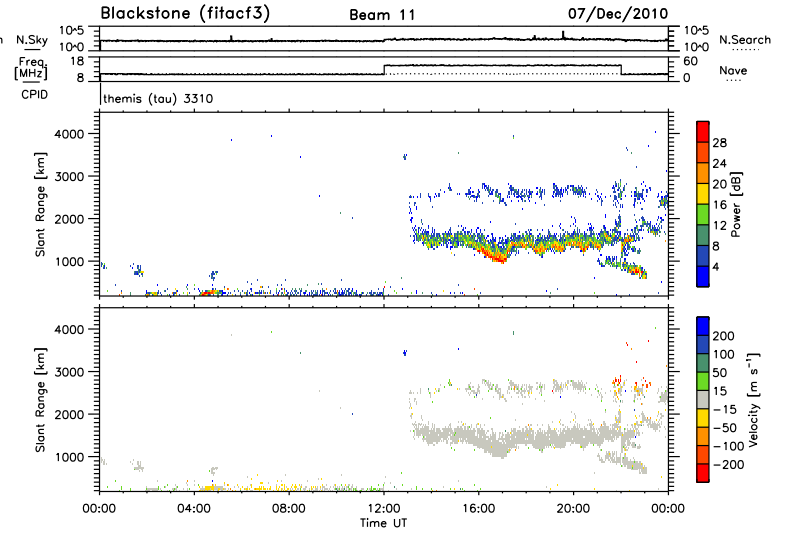 Blackstone (fitacf3) Beam 11 07/Dec/2010
n N.Sky 10^5 10^0 10^5 10^0 N.Search
Freq. [MHz] 18 8 60 0 Nave
CPID themis (tau) 3310
Slant Range [km] 4000 3000 2000 1000
28 24 20 16 12 8 4 Power [dB]
Slant Range [km] 4000 3000 2000 1000
200 100 50 15 −15 −50 −100 −200 Velocity [m s⁻¹]
00:00 04:00 08:00 12:00 16:00 20:00 00:00
Time UT